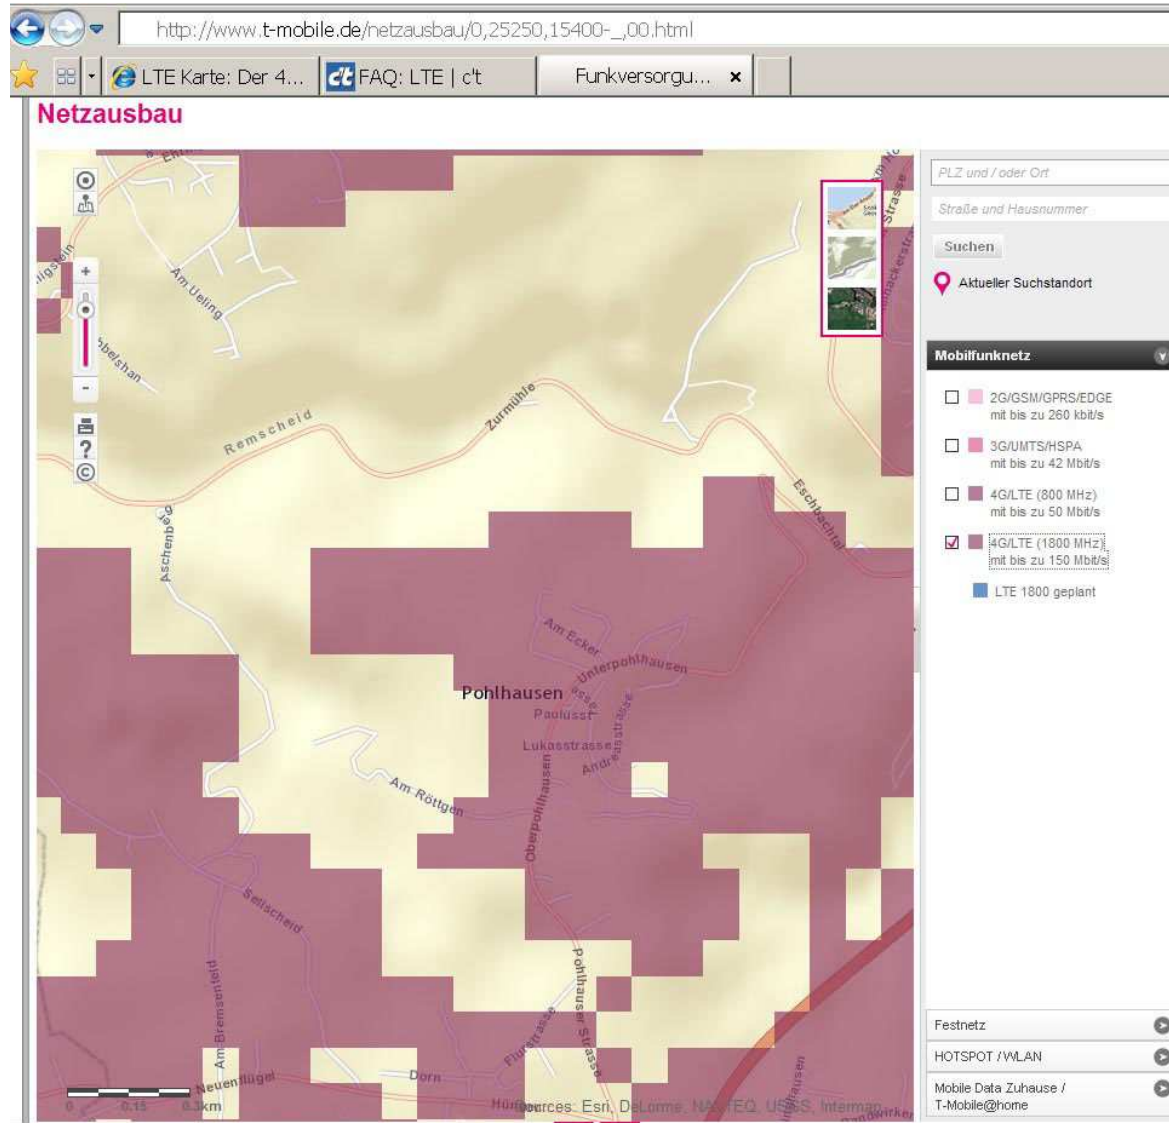 http://www.t-mobile.de/netzausbau/0,25250,15400-_,00.html
LTE Karte: Der 4...
FAQ: LTE | c't
Funkversorgu...
Netzausbau
PLZ und / oder Ort
Straße und Hausnummer
Suchen
Aktueller Suchstandort
Mobilfunknetz
2G/GSM/GPRS/EDGE
mit bis zu 260 kbit/s
3G/UMTS/HSPA
mit bis zu 42 Mbit/s
4G/LTE (800 MHz)
mit bis zu 50 Mbit/s
4G/LTE (1800 MHz)
mit bis zu 150 Mbit/s
LTE 1800 geplant
Festnetz
HOTSPOT / WLAN
Mobile Data Zuhause /
T-Mobile@home
Am Ueling
Remscheid
Zurmühle
Eschbachtal
Aschenberg
Am Ecker
Unterpohlhausen
Pohlhausen
Paulusst
Lukasstrasse
Andreasstrasse
Am Röttgen
Oberpohlhausen
Sellscheid
Am Bremsenfeld
Pohlhauser Strasse
Flurstrasse
Dorn
Neuenflügel
0 0.15 0.3km
Sources: Esri, DeLorme, NAVTEQ, USGS, Intermap